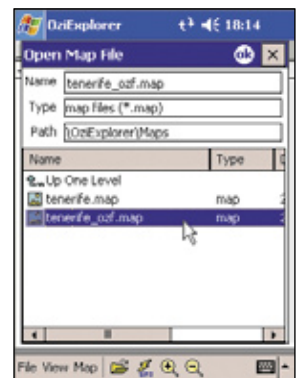 OziExplorer 18:14
Open Map File ok
Name tenerife_ozf.map
Type map files (*.map)
Path \OziExplorer\Maps
Name Type
Up One Level
tenerife.map map
tenerife_ozf.map map
File View Map